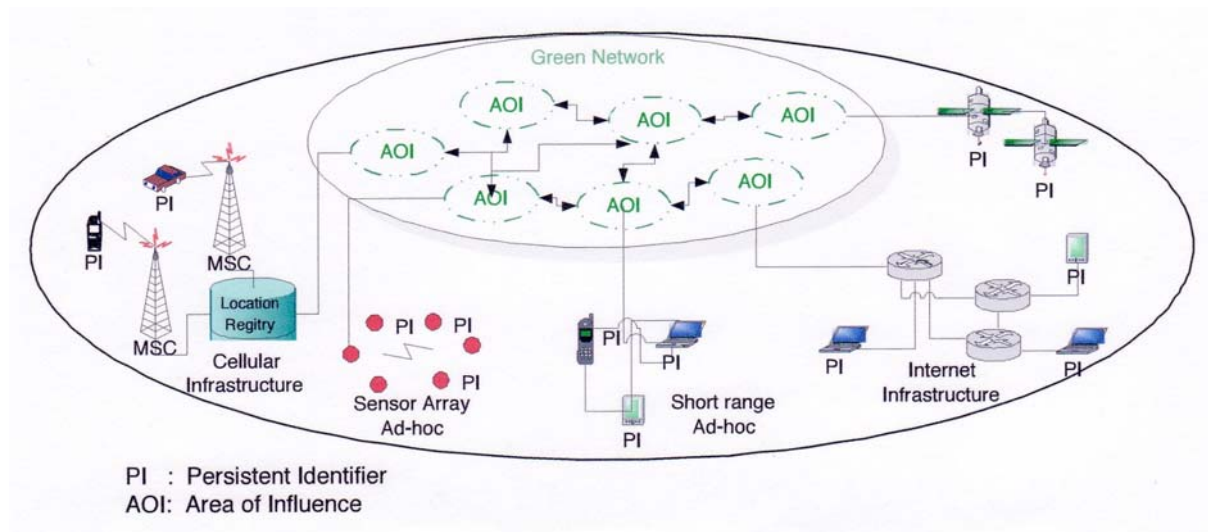 Green Network
AOI
AOI
AOI
AOI
AOI
AOI
AOI
PI
PI
PI
PI
MSC
MSC
Location
Regitry
Cellular
Infrastructure
PI
PI
PI
PI
Sensor Array
Ad-hoc
PI
PI
PI
Short range
Ad-hoc
PI
PI
PI
Internet
Infrastructure
PI : Persistent Identifier
AOI: Area of Influence